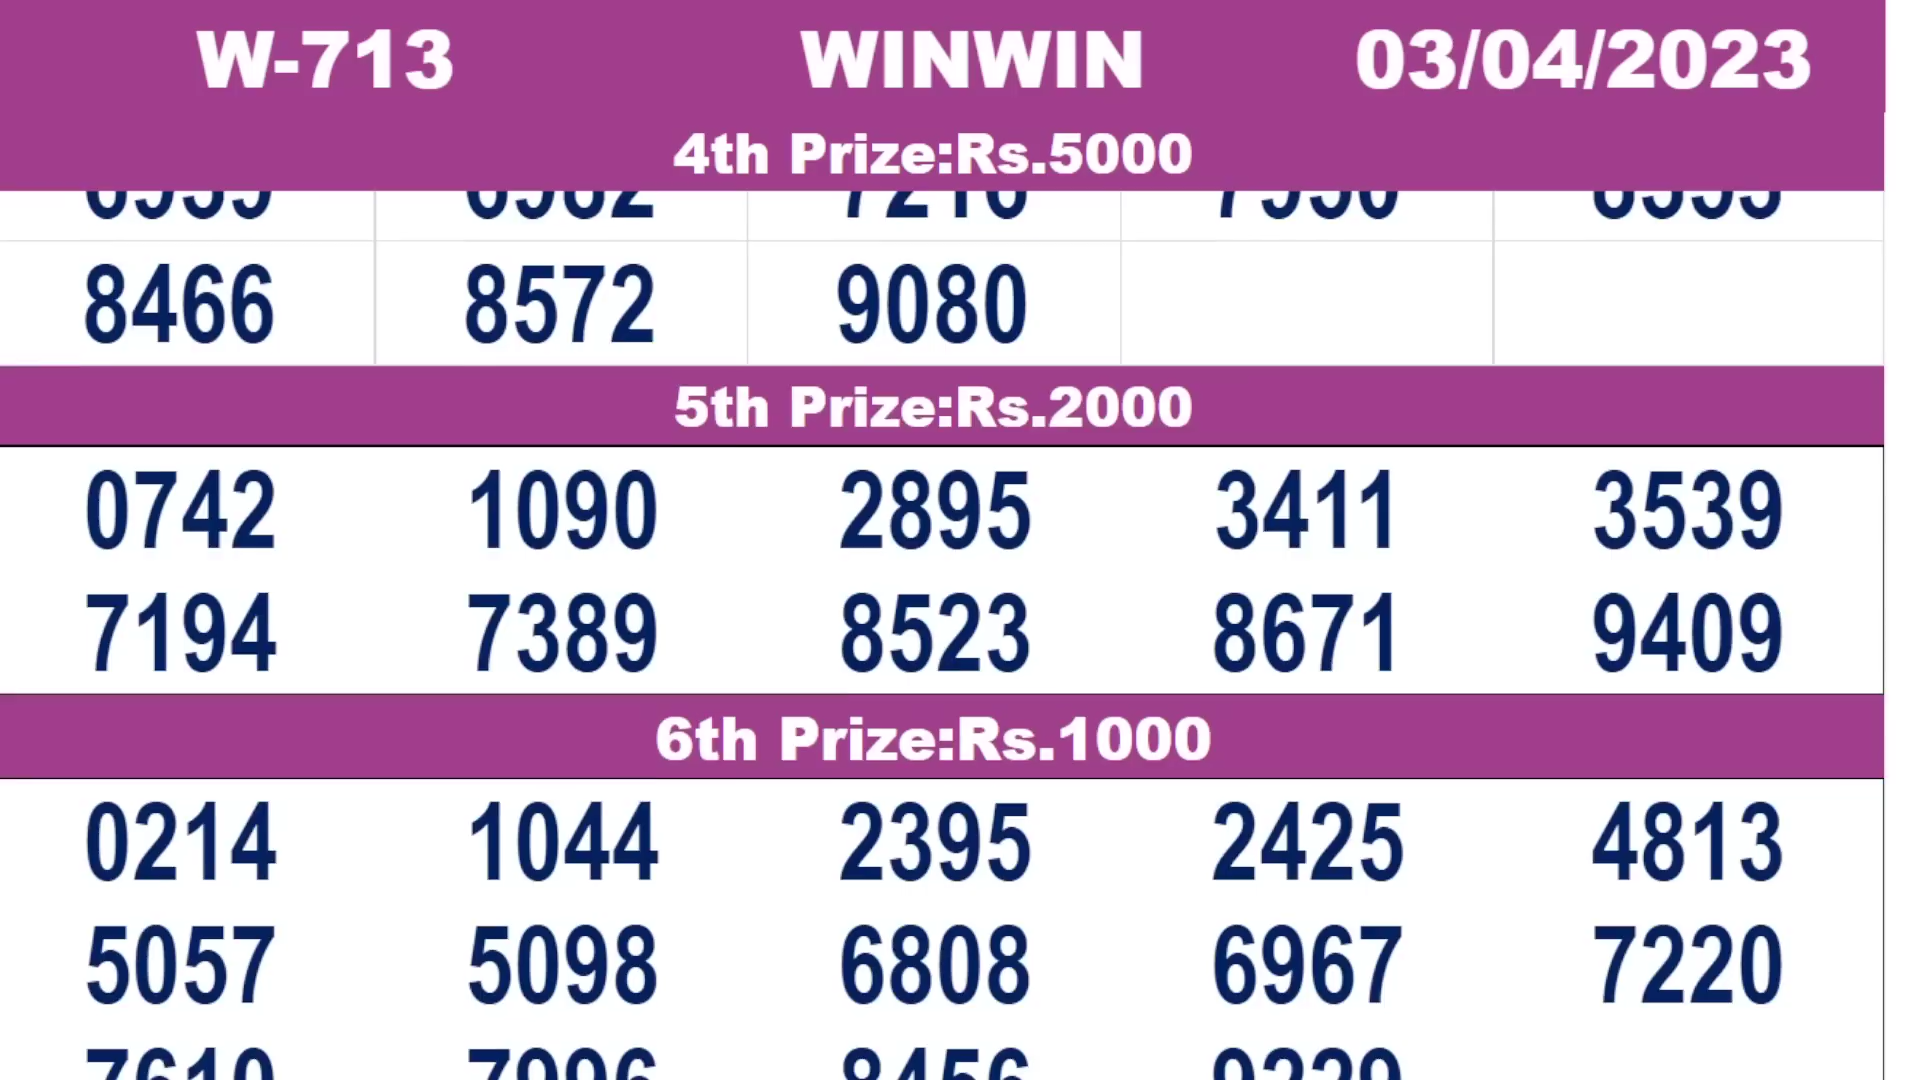 W-713 WINWIN 03/04/2023
4th Prize:Rs.5000
8466 8572 9080
5th Prize:Rs.2000
0742 1090 2895 3411 3539
7194 7389 8523 8671 9409
6th Prize:Rs.1000
0214 1044 2395 2425 4813
5057 5098 6808 6967 7220